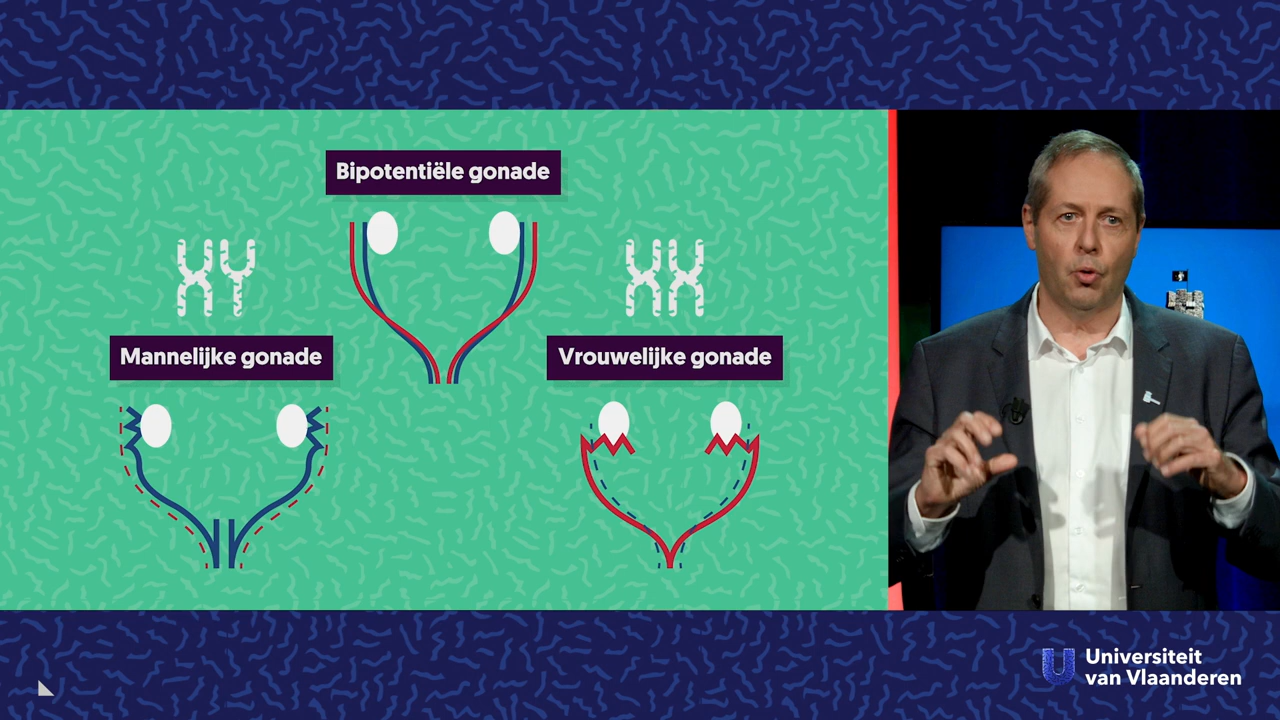 Bipotentiële gonade
Mannelijke gonade
Vrouwelijke gonade
Universiteit
van Vlaanderen